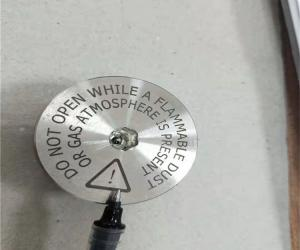 DO NOT OPEN WHILE A FLAMMABLE DUST
OR GAS ATMOSPHERE IS PRESENT
!